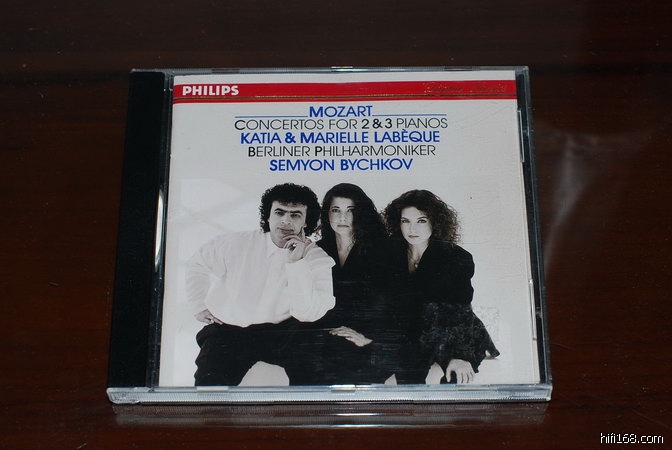 PHILIPS
MOZART
CONCERTOS FOR 2 & 3 PIANOS
KATIA & MARIELLE LABÈQUE
BERLINER PHILHARMONIKER
SEMYON BYCHKOV
hifi168.com